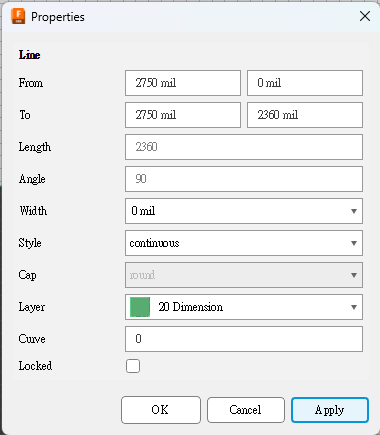 Properties
Line
From 2750 mil 0 mil
To 2750 mil 2360 mil
Length 2360
Angle 90
Width 0 mil
Style continuous
Cap round
Layer 20 Dimension
Curve 0
Locked
OK Cancel Apply